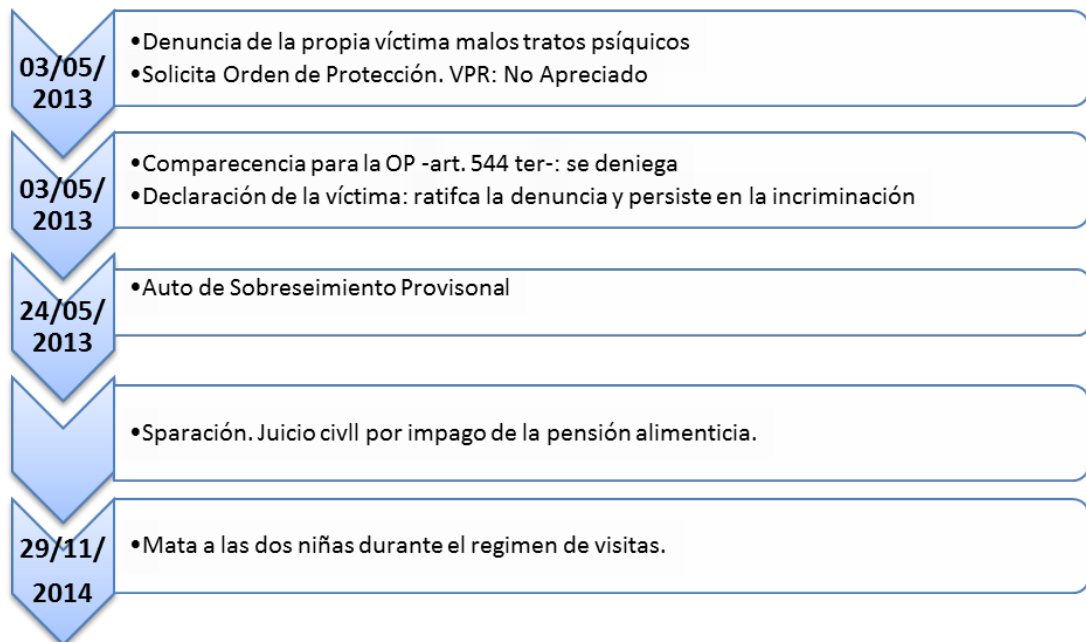 03/05/
2013
•Denuncia de la propia víctima malos tratos psíquicos
•Solicita Orden de Protección. VPR: No Apreciado
03/05/
2013
•Comparecencia para la OP -art. 544 ter-: se deniega
•Declaración de la víctima: ratifca la denuncia y persiste en la incriminación
24/05/
2013
•Auto de Sobreseimiento Provisonal
•Sparación. Juicio civll por impago de la pensión alimenticia.
29/11/
2014
•Mata a las dos niñas durante el regimen de visitas.